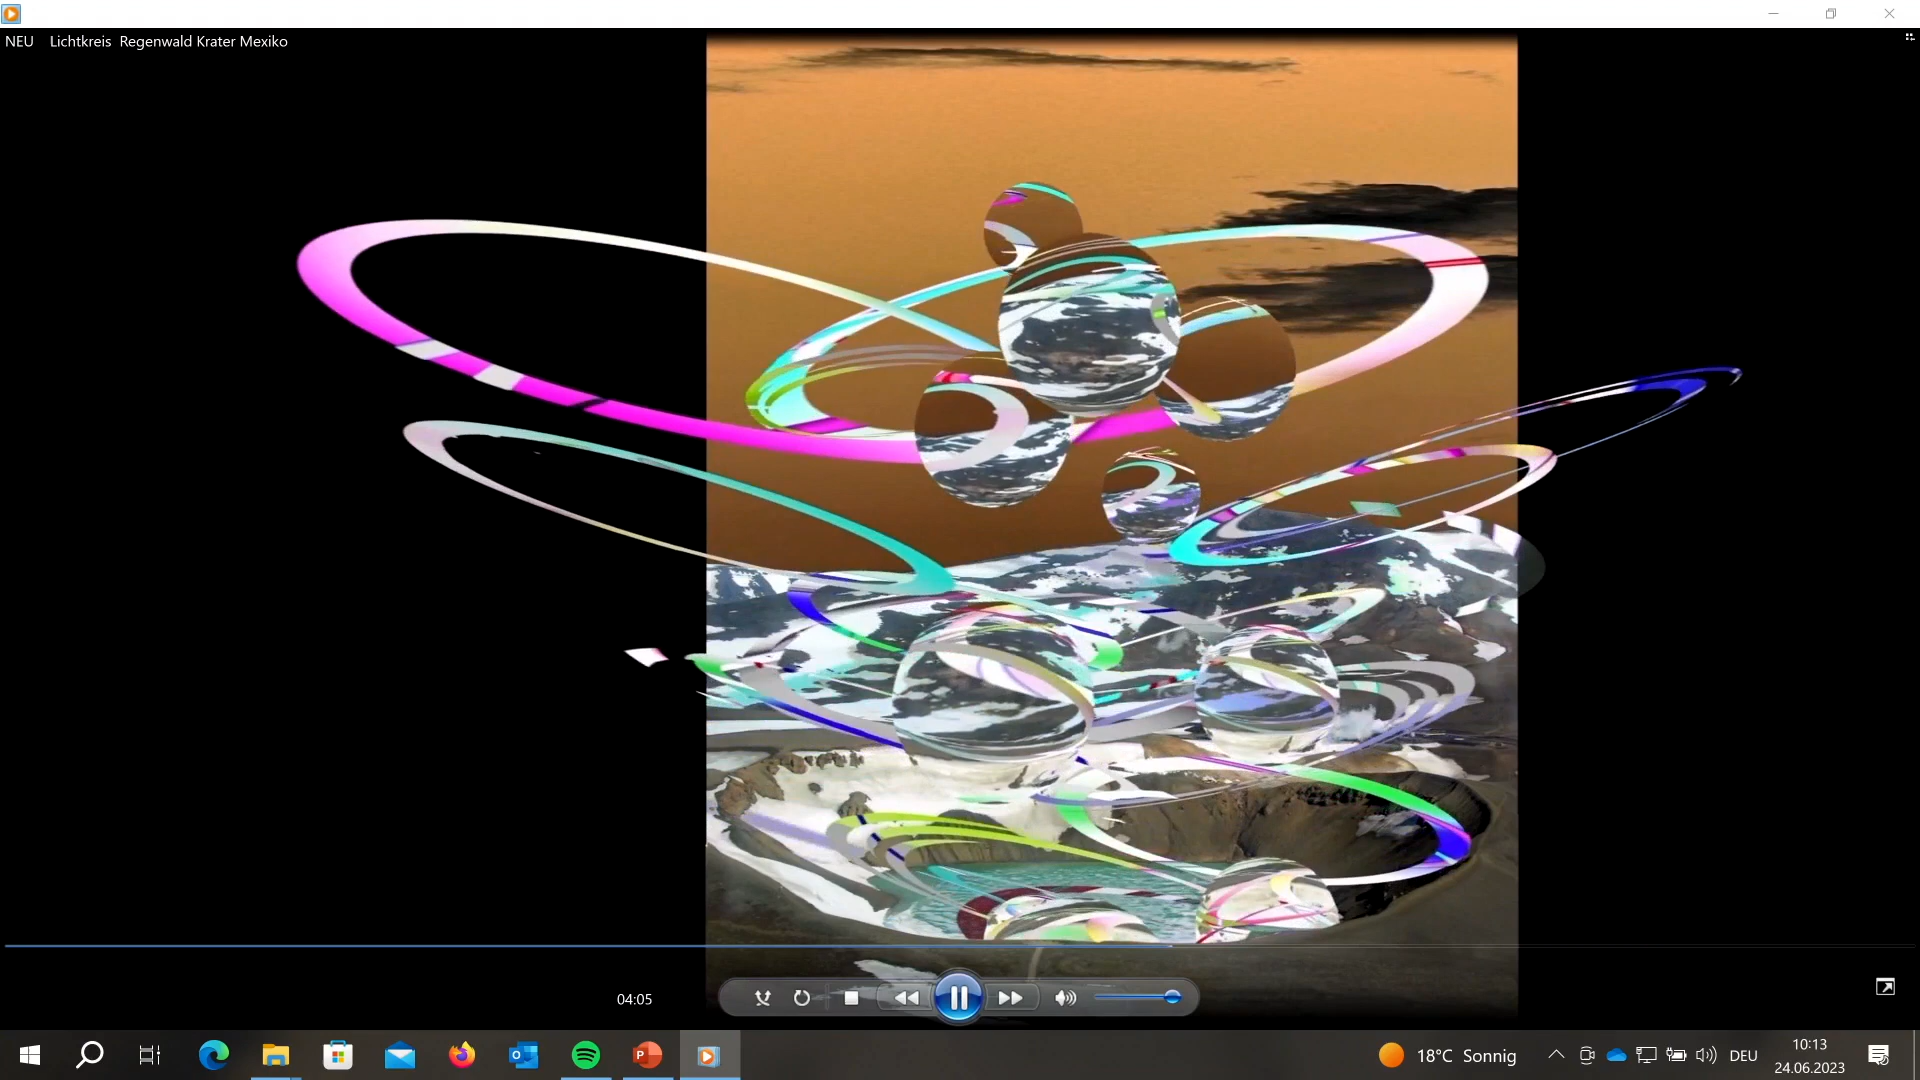 NEU    Lichtkreis  Regenwald Krater Mexiko
04:05
18°C  Sonnig
DEU
10:13
24.06.2023